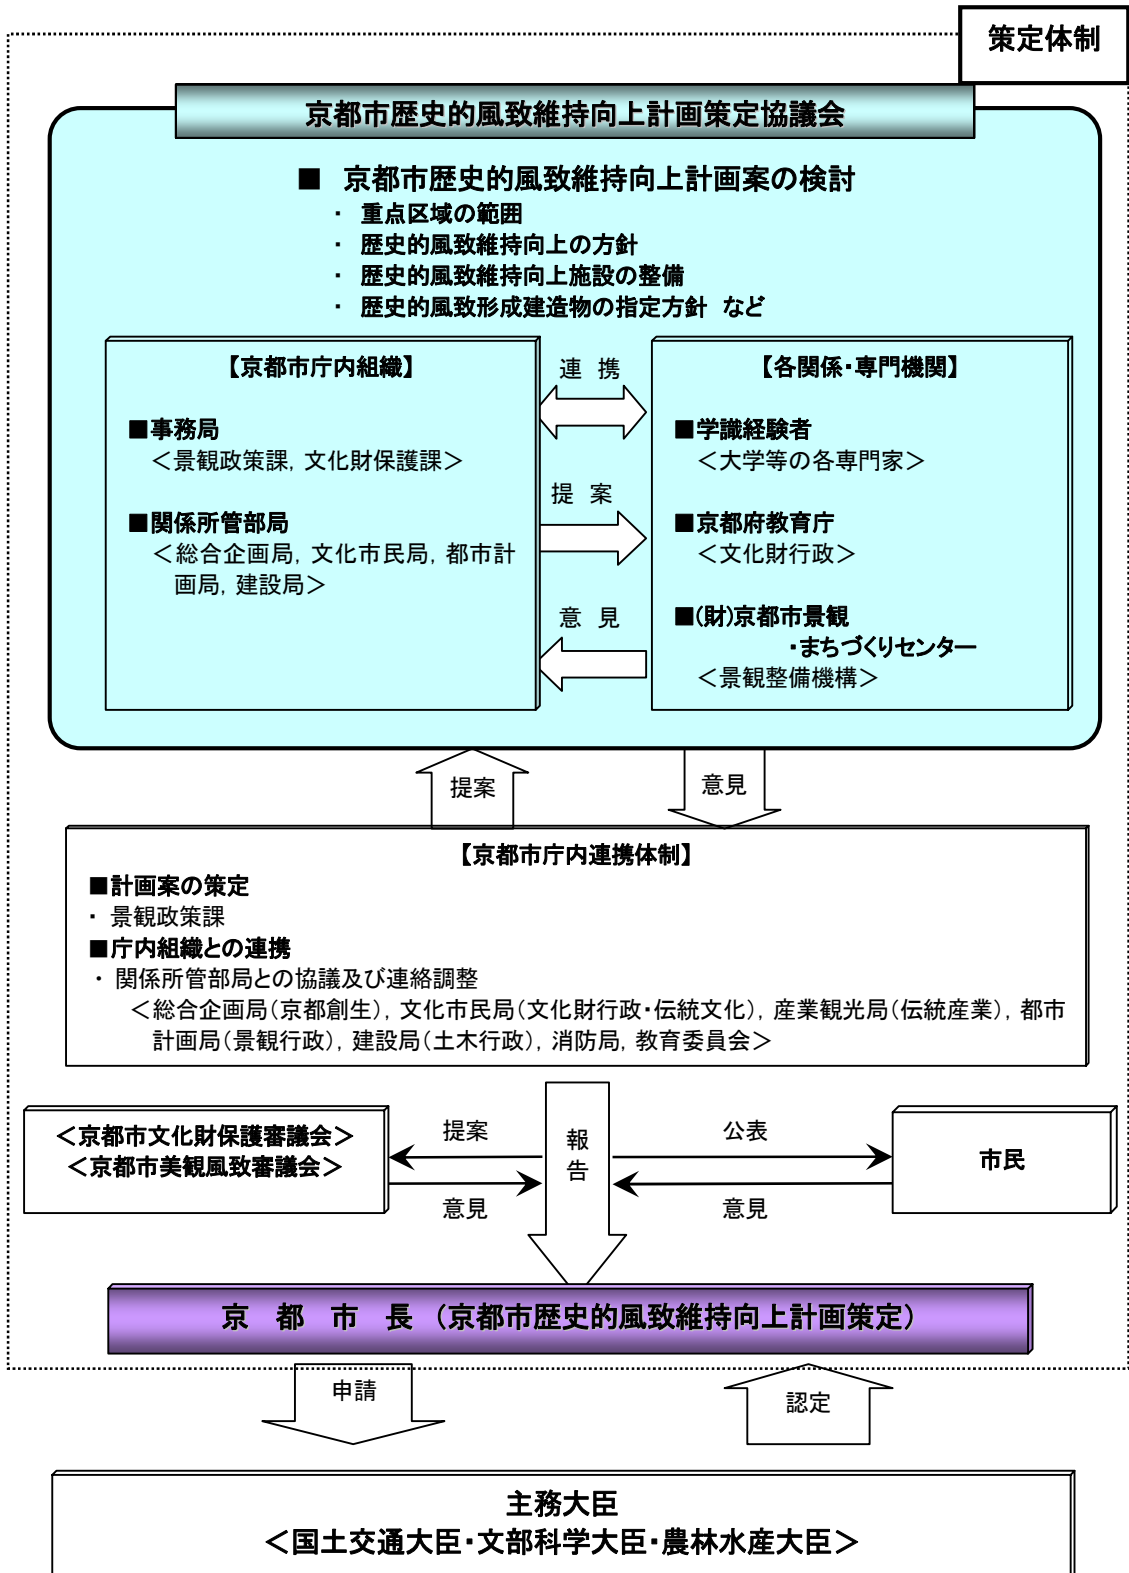 策定体制
京都市歴史的風致維持向上計画策定協議会
■ 京都市歴史的風致維持向上計画案の検討
・ 重点区域の範囲
・ 歴史的風致維持向上の方針
・ 歴史的風致維持向上施設の整備
・ 歴史的風致形成建造物の指定方針 など
【京都市庁内組織】
■事務局
＜景観政策課，文化財保護課＞
■関係所管部局
＜総合企画局，文化市民局，都市計
画局，建設局＞
連 携
提 案
意 見
【各関係・専門機関】
■学識経験者
＜大学等の各専門家＞
■京都府教育庁
＜文化財行政＞
■(財)京都市景観
・まちづくりセンター
＜景観整備機構＞
提案
意見
【京都市庁内連携体制】
■計画案の策定
・ 景観政策課
■庁内組織との連携
・ 関係所管部局との協議及び連絡調整
＜総合企画局（京都創生），文化市民局（文化財行政・伝統文化），産業観光局（伝統産業），都市
計画局（景観行政），建設局（土木行政），消防局，教育委員会＞
＜京都市文化財保護審議会＞
＜京都市美観風致審議会＞
提案
意見
報
告
公表
意見
市民
京 都 市 長 （京都市歴史的風致維持向上計画策定）
申請
認定
主務大臣
＜国土交通大臣・文部科学大臣・農林水産大臣＞